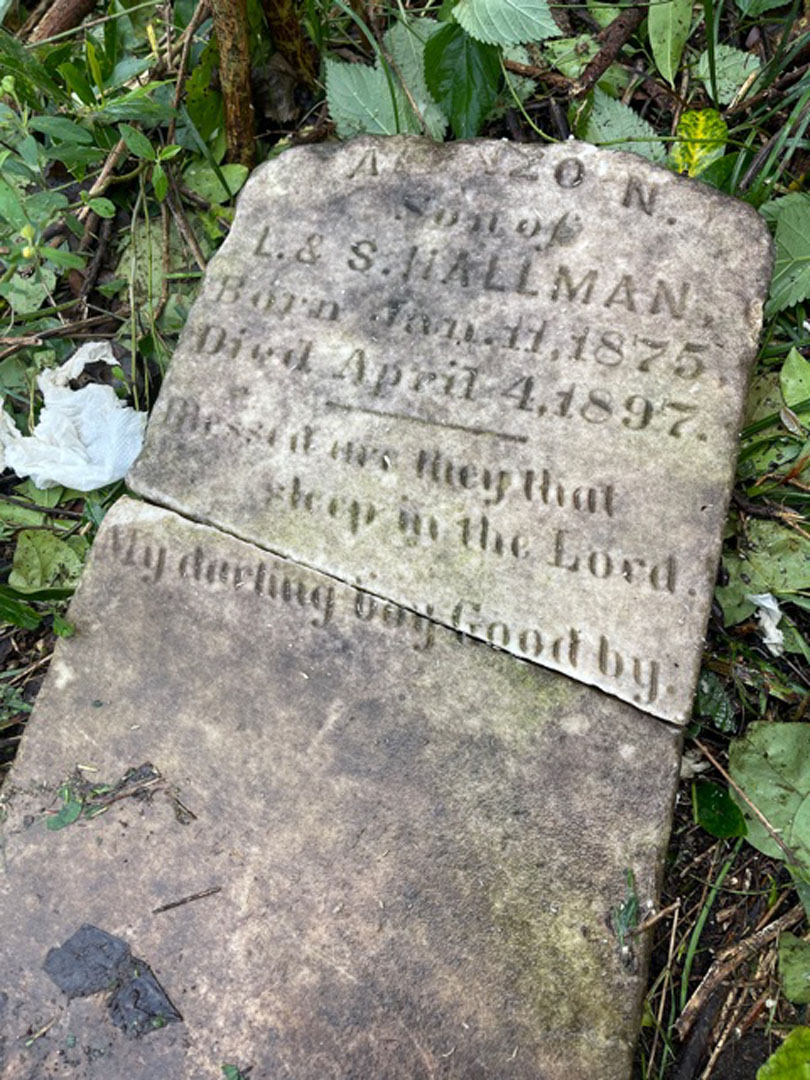 ALONZO N.
Son of
L. & S. HALLMAN,
Born Jan. 11, 1875,
Died April 4, 1897.
Blessed are they that
sleep in the Lord.
My darling boy Good by.